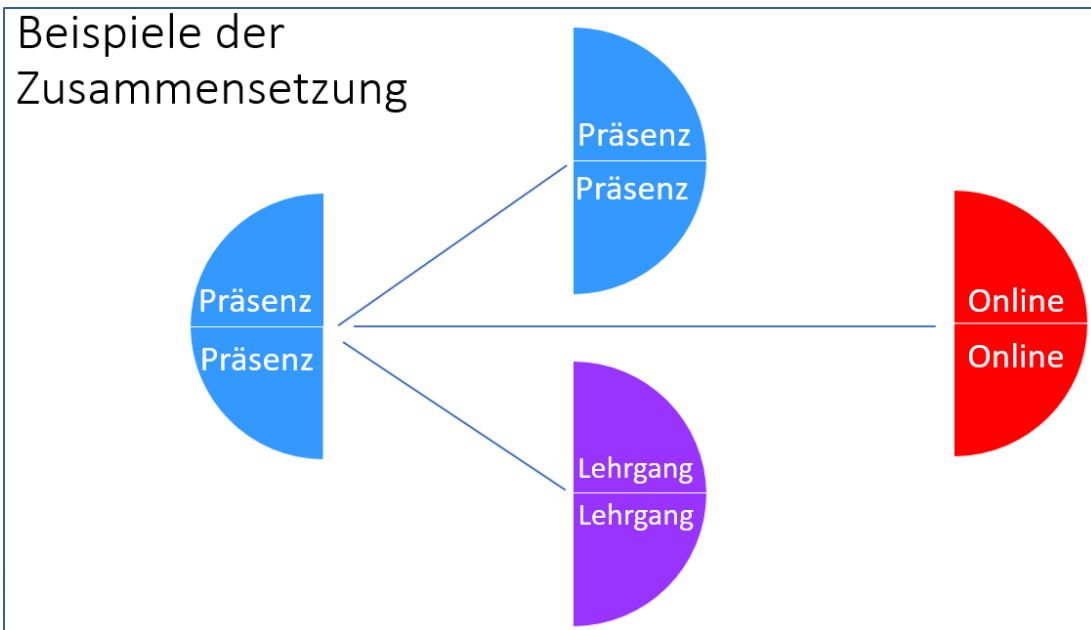 Beispiele der
Zusammensetzung
Präsenz
Präsenz
Präsenz
Präsenz
Online
Online
Lehrgang
Lehrgang